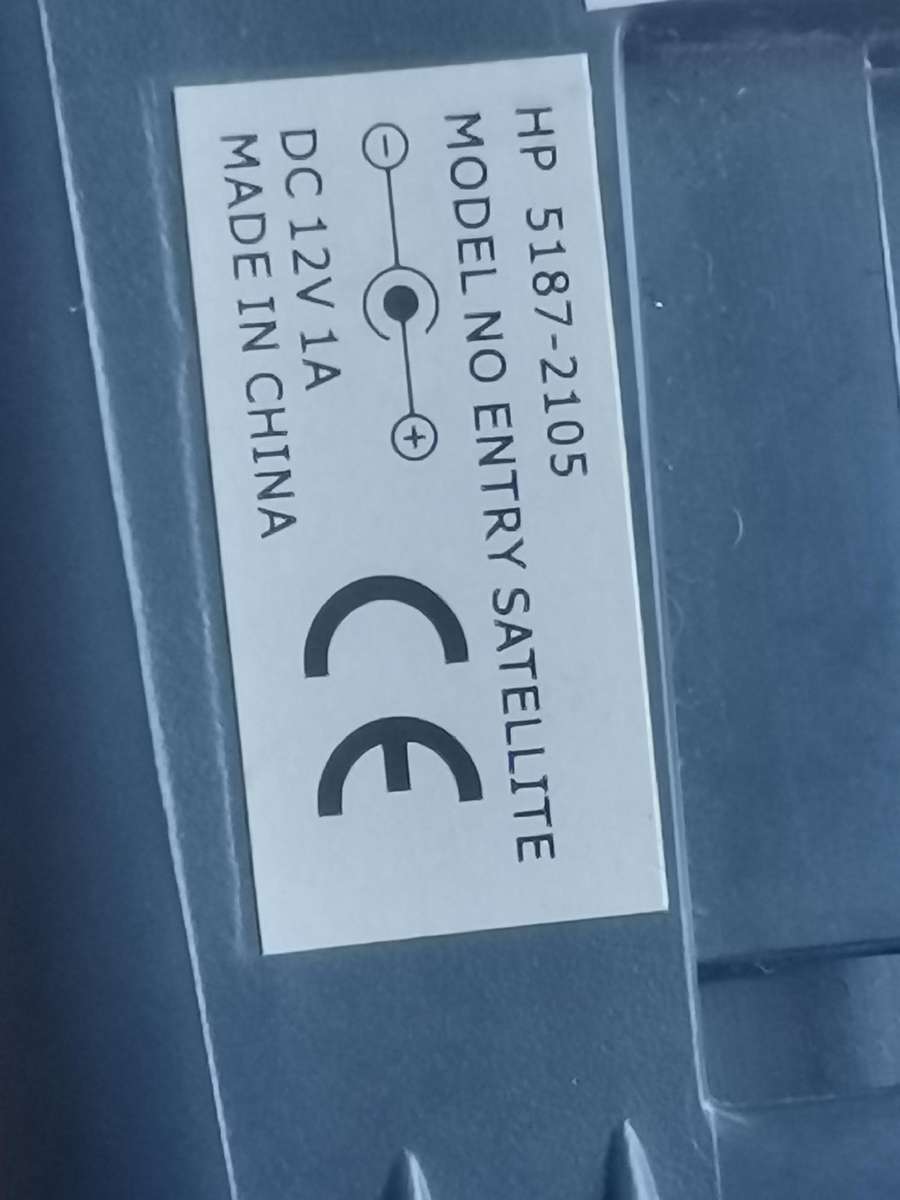 HP 5187-2105
MODEL NO ENTRY SATELLITE
- +
DC 12V 1A
MADE IN CHINA
CE